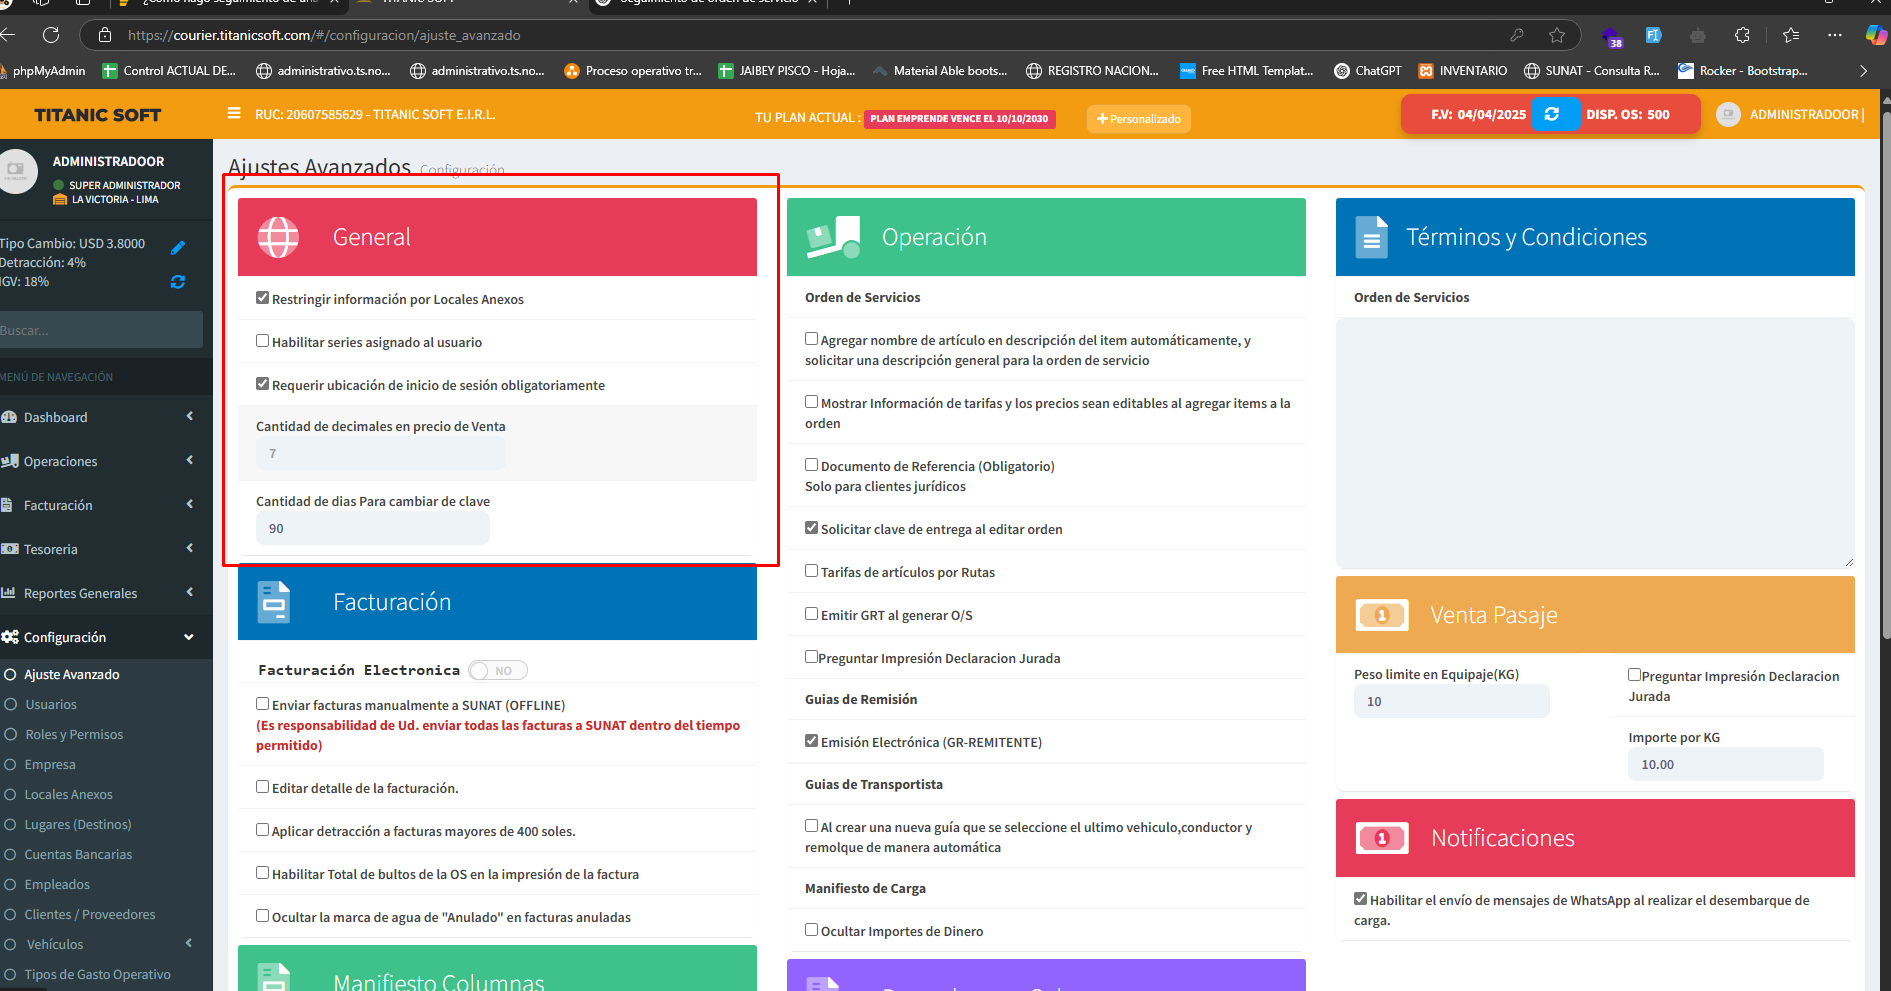 TITANIC SOFT
https://courier.titanicsoft.com/#/configuracion/ajuste_avanzado
38
phpMyAdmin
Control ACTUAL DE...
administrativo.ts.no...
administrativo.ts.no...
Proceso operativo tr...
JAIBEY PISCO - Hoja...
Material Able boots...
REGISTRO NACION...
Free HTML Templat...
ChatGPT
INVENTARIO
SUNAT - Consulta R...
Rocker - Bootstrap...
TITANIC SOFT
RUC: 20607585629 - TITANIC SOFT E.I.R.L.
TU PLAN ACTUAL : PLAN EMPRENDE VENCE EL 10/10/2030
Personalizado
F.V: 04/04/2025
DISP. OS: 500
ADMINISTRADOOR |
ADMINISTRADOOR
SUPER ADMINISTRADOR
LA VICTORIA - LIMA
Tipo Cambio: USD 3.8000
Detracción: 4%
IGV: 18%
Buscar...
MENÚ DE NAVEGACIÓN
Dashboard
Operaciones
Facturación
Tesoreria
Reportes Generales
Configuración
Ajuste Avanzado
Usuarios
Roles y Permisos
Empresa
Locales Anexos
Lugares (Destinos)
Cuentas Bancarias
Empleados
Clientes / Proveedores
Vehículos
Tipos de Gasto Operativo
Ajustes Avanzados Configuración
General
Restringir información por Locales Anexos
Habilitar series asignado al usuario
Requerir ubicación de inicio de sesión obligatoriamente
Cantidad de decimales en precio de Venta
7
Cantidad de dias Para cambiar de clave
90
Facturación
Facturación Electronica NO
Enviar facturas manualmente a SUNAT (OFFLINE)
(Es responsabilidad de Ud. enviar todas las facturas a SUNAT dentro del tiempo
permitido)
Editar detalle de la facturación.
Aplicar detracción a facturas mayores de 400 soles.
Habilitar Total de bultos de la OS en la impresión de la factura
Ocultar la marca de agua de "Anulado" en facturas anuladas
Manifiesto Columnas
Operación
Orden de Servicios
Agregar nombre de artículo en descripción del item automáticamente, y
solicitar una descripción general para la orden de servicio
Mostrar Información de tarifas y los precios sean editables al agregar items a la
orden
Documento de Referencia (Obligatorio)
Solo para clientes jurídicos
Solicitar clave de entrega al editar orden
Tarifas de artículos por Rutas
Emitir GRT al generar O/S
Preguntar Impresión Declaracion Jurada
Guias de Remisión
Emisión Electrónica (GR-REMITENTE)
Guias de Transportista
Al crear una nueva guía que se seleccione el ultimo vehiculo,conductor y
remolque de manera automática
Manifiesto de Carga
Ocultar Importes de Dinero
Términos y Condiciones
Orden de Servicios
Venta Pasaje
Peso limite en Equipaje(KG)
10
Preguntar Impresión Declaracion
Jurada
Importe por KG
10.00
Notificaciones
Habilitar el envío de mensajes de WhatsApp al realizar el desembarque de
carga.